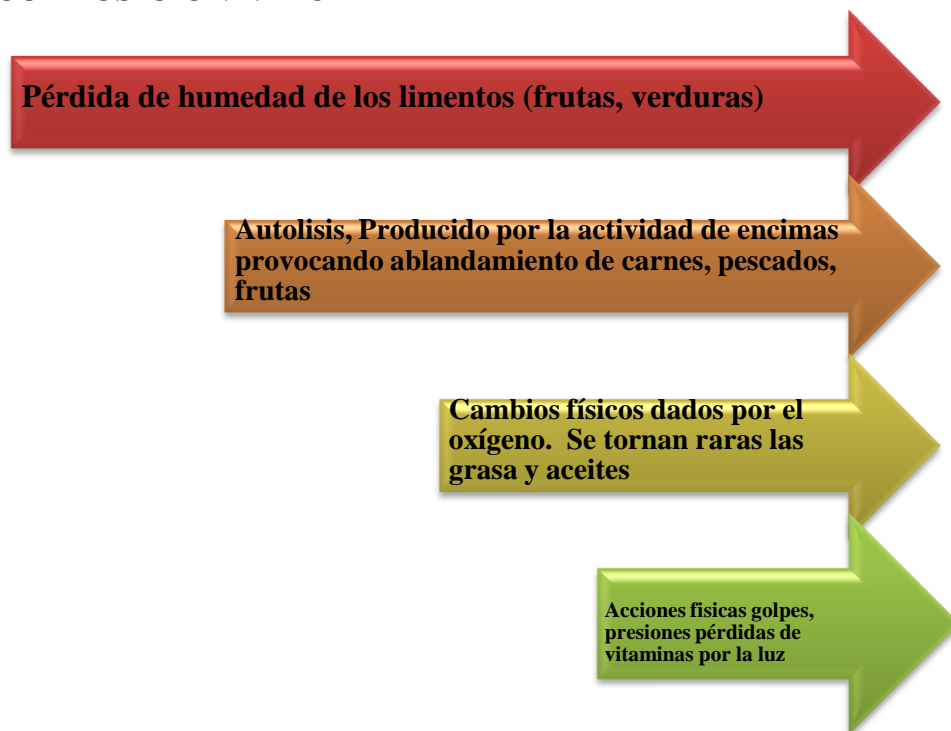 Pérdida de humedad de los limentos (frutas, verduras)
Autolisis, Producido por la actividad de encimas
provocando ablandamiento de carnes, pescados,
frutas
Cambios físicos dados por el
oxígeno. Se tornan raras las
grasa y aceites
Acciones fisicas golpes,
presiones pérdidas de
vitaminas por la luz